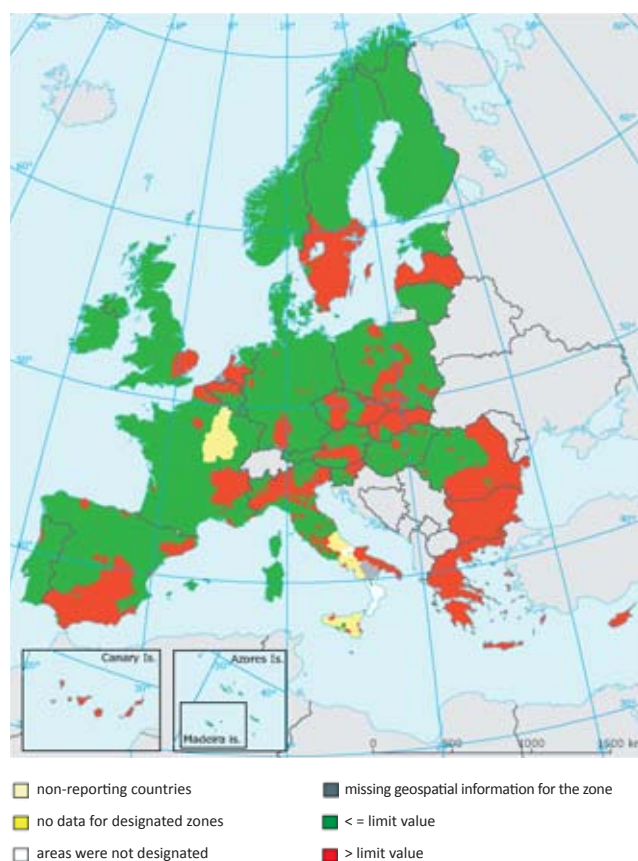 Canary Is.
Azores Is.
Madeira is.
0 500 1000 1500 km
non-reporting countries
no data for designated zones
areas were not designated
missing geospatial information for the zone
< = limit value
> limit value